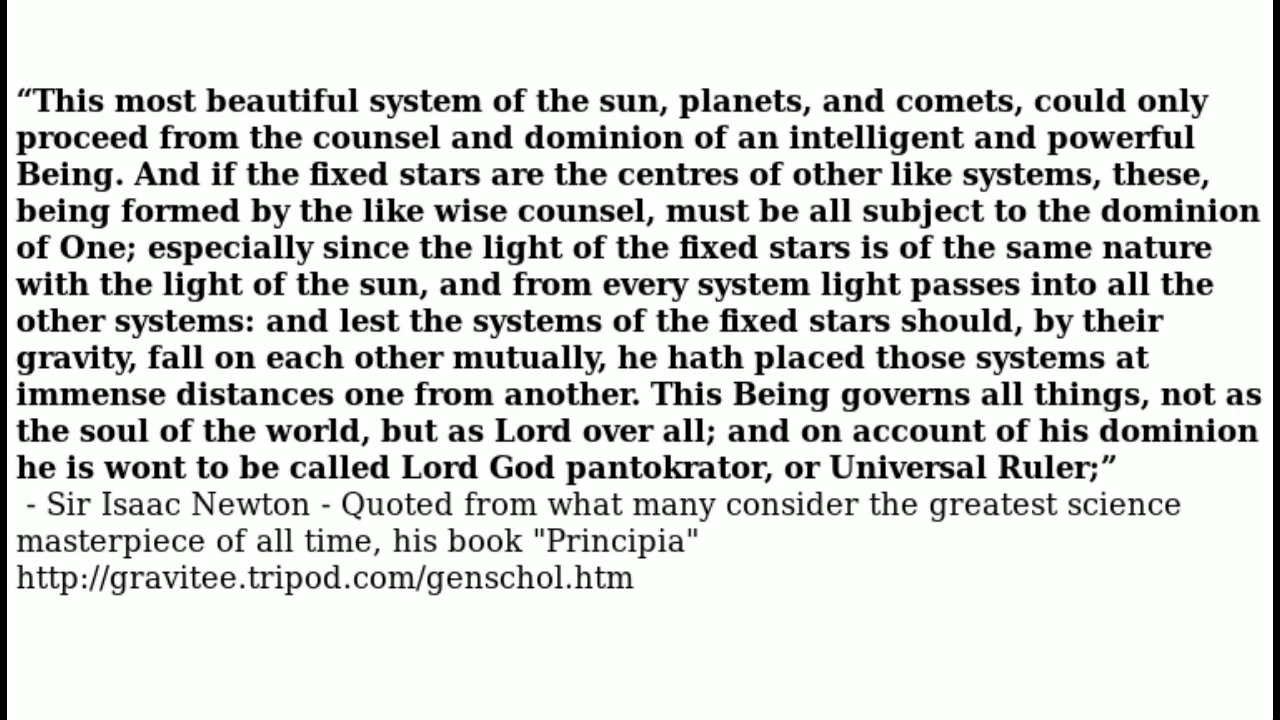 “This most beautiful system of the sun, planets, and comets, could only
proceed from the counsel and dominion of an intelligent and powerful
Being. And if the fixed stars are the centres of other like systems, these,
being formed by the like wise counsel, must be all subject to the dominion
of One; especially since the light of the fixed stars is of the same nature
with the light of the sun, and from every system light passes into all the
other systems: and lest the systems of the fixed stars should, by their
gravity, fall on each other mutually, he hath placed those systems at
immense distances one from another. This Being governs all things, not as
the soul of the world, but as Lord over all; and on account of his dominion
he is wont to be called Lord God pantokrator, or Universal Ruler;”
- Sir Isaac Newton - Quoted from what many consider the greatest science
masterpiece of all time, his book "Principia"
http://gravitee.tripod.com/genschol.htm